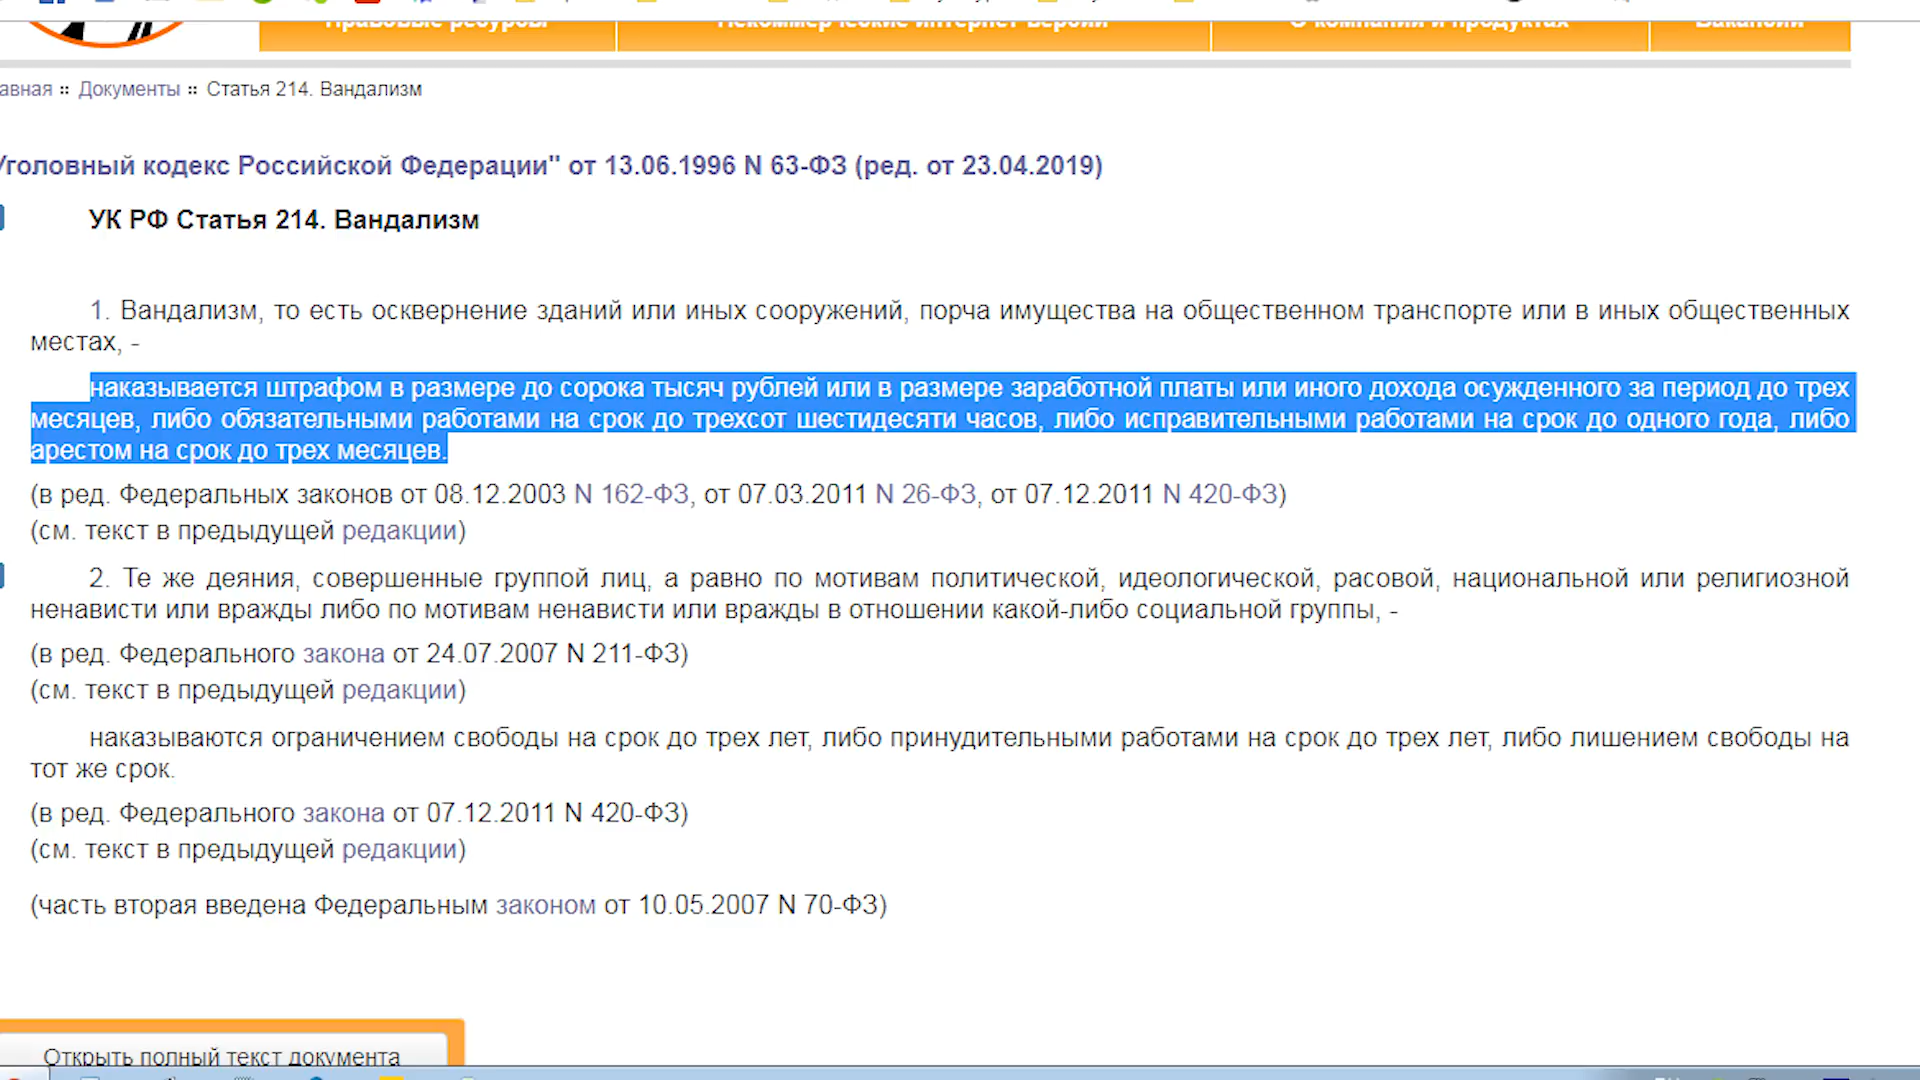 Правовые ресурсы
Некоммерческие интернет-версии
О компании и продуктах
Вакансии
авная :: Документы :: Статья 214. Вандализм
Уголовный кодекс Российской Федерации" от 13.06.1996 N 63-ФЗ (ред. от 23.04.2019)
УК РФ Статья 214. Вандализм
1. Вандализм, то есть осквернение зданий или иных сооружений, порча имущества на общественном транспорте или в иных общественных
местах, -
наказывается штрафом в размере до сорока тысяч рублей или в размере заработной платы или иного дохода осужденного за период до трех
месяцев, либо обязательными работами на срок до трехсот шестидесяти часов, либо исправительными работами на срок до одного года, либо
арестом на срок до трех месяцев.
(в ред. Федеральных законов от 08.12.2003 N 162-ФЗ, от 07.03.2011 N 26-ФЗ, от 07.12.2011 N 420-ФЗ)
(см. текст в предыдущей редакции)
2. Те же деяния, совершенные группой лиц, а равно по мотивам политической, идеологической, расовой, национальной или религиозной
ненависти или вражды либо по мотивам ненависти или вражды в отношении какой-либо социальной группы, -
(в ред. Федерального закона от 24.07.2007 N 211-ФЗ)
(см. текст в предыдущей редакции)
наказываются ограничением свободы на срок до трех лет, либо принудительными работами на срок до трех лет, либо лишением свободы на
тот же срок.
(в ред. Федерального закона от 07.12.2011 N 420-ФЗ)
(см. текст в предыдущей редакции)
(часть вторая введена Федеральным законом от 10.05.2007 N 70-ФЗ)
Открыть полный текст документа